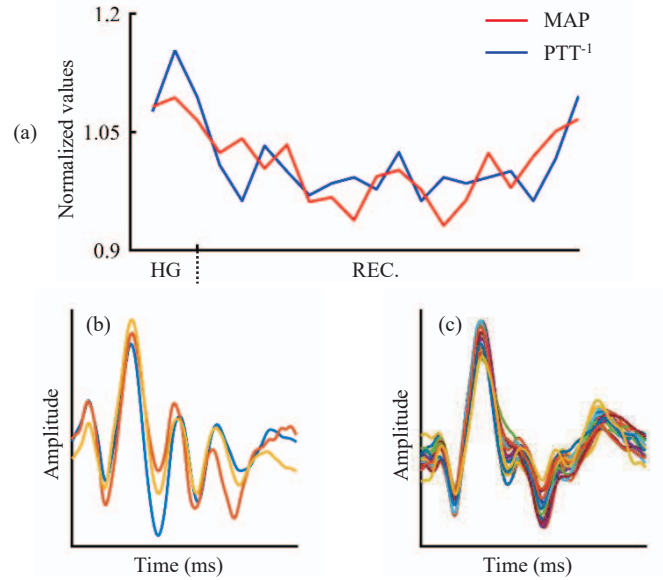 1.2
MAP
PTT⁻¹
(a)
Normalized values
1.05
0.9
HG
REC.
(b)
(c)
Amplitude
Amplitude
Time (ms)
Time (ms)